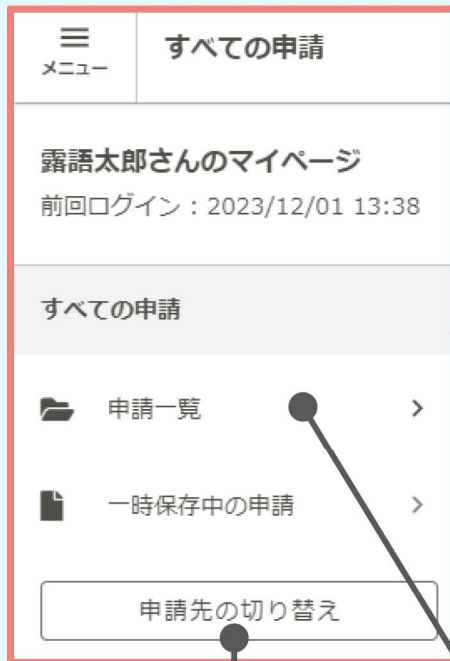 メニュー
すべての申請
露語太郎さんのマイページ
前回ログイン：2023/12/01 13:38
すべての申請
申請一覧
一時保存中の申請
申請先の切り替え